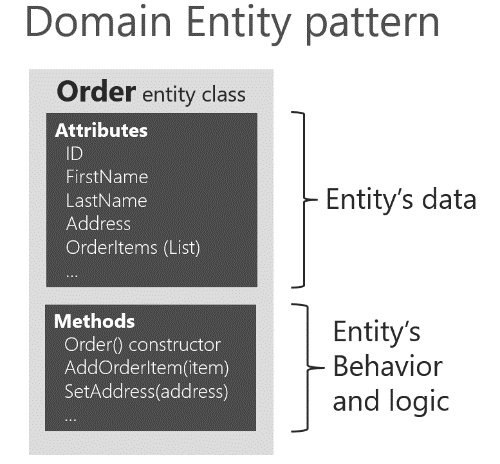 Domain Entity pattern
Order entity class
Attributes
ID
FirstName
LastName
Address
OrderItems (List)
...
Entity's data
Methods
Order() constructor
AddOrderItem(item)
SetAddress(address)
...
Entity's
Behavior
and logic